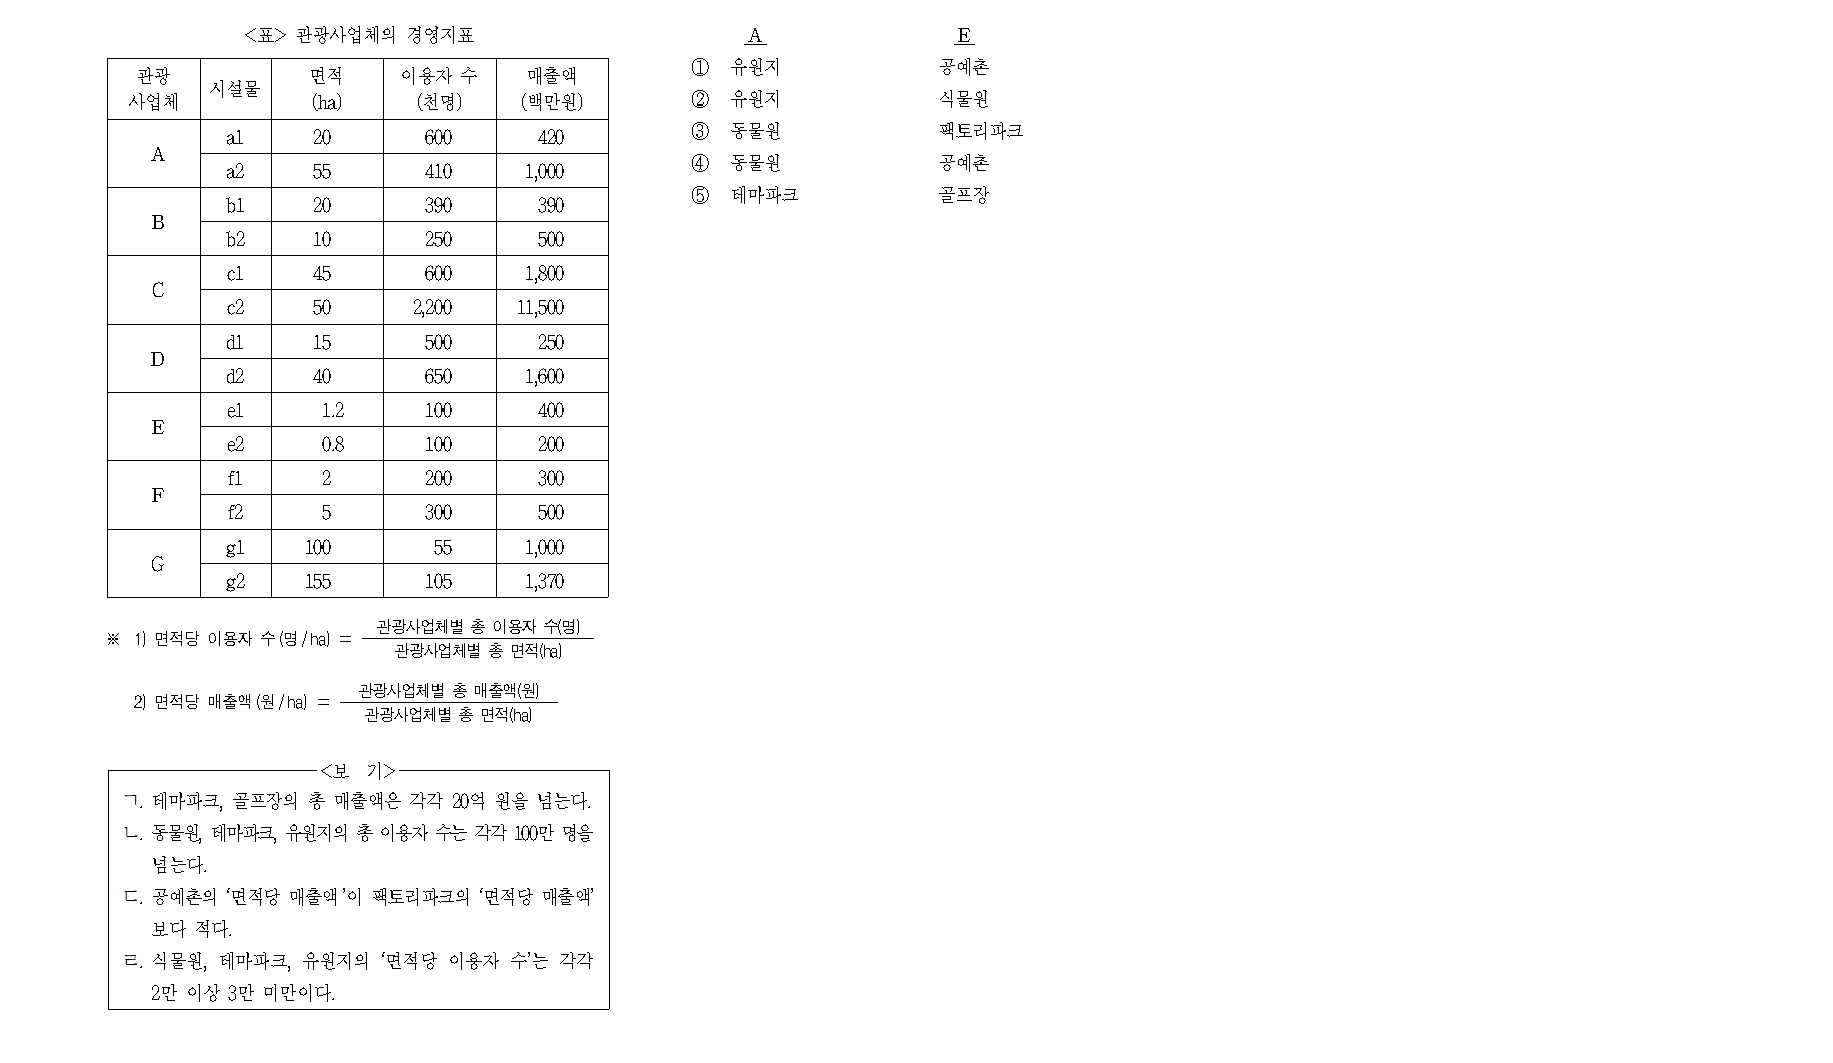 <표> 관광사업체의 경영지표
관광사업체 시설물 면적(ha) 이용자 수(천명) 매출액(백만원)
A a1 20 600 420
a2 55 410 1,000
B b1 20 390 390
b2 10 250 500
C c1 45 600 1,800
c2 50 2,200 11,500
D d1 15 500 250
d2 40 650 1,600
E e1 1.2 100 400
e2 0.8 100 200
F f1 2 200 300
f2 5 300 500
G g1 100 55 1,000
g2 155 105 1,370
※ 1) 면적당 이용자 수(명/ha) = 관광사업체별 총 이용자 수(명)
관광사업체별 총 면적(ha)
2) 면적당 매출액(원/ha) = 관광사업체별 총 매출액(원)
관광사업체별 총 면적(ha)
<보 기>
ㄱ. 테마파크, 골프장의 총 매출액은 각각 20억 원을 넘는다.
ㄴ. 동물원, 테마파크, 유원지의 총 이용자 수는 각각 100만 명을
넘는다.
ㄷ. 공예촌의 ‘면적당 매출액’이 팩토리파크의 ‘면적당 매출액’
보다 적다.
ㄹ. 식물원, 테마파크, 유원지의 ‘면적당 이용자 수’는 각각
2만 이상 3만 미만이다.
A E
① 유원지 공예촌
② 유원지 식물원
③ 동물원 팩토리파크
④ 동물원 공예촌
⑤ 테마파크 골프장